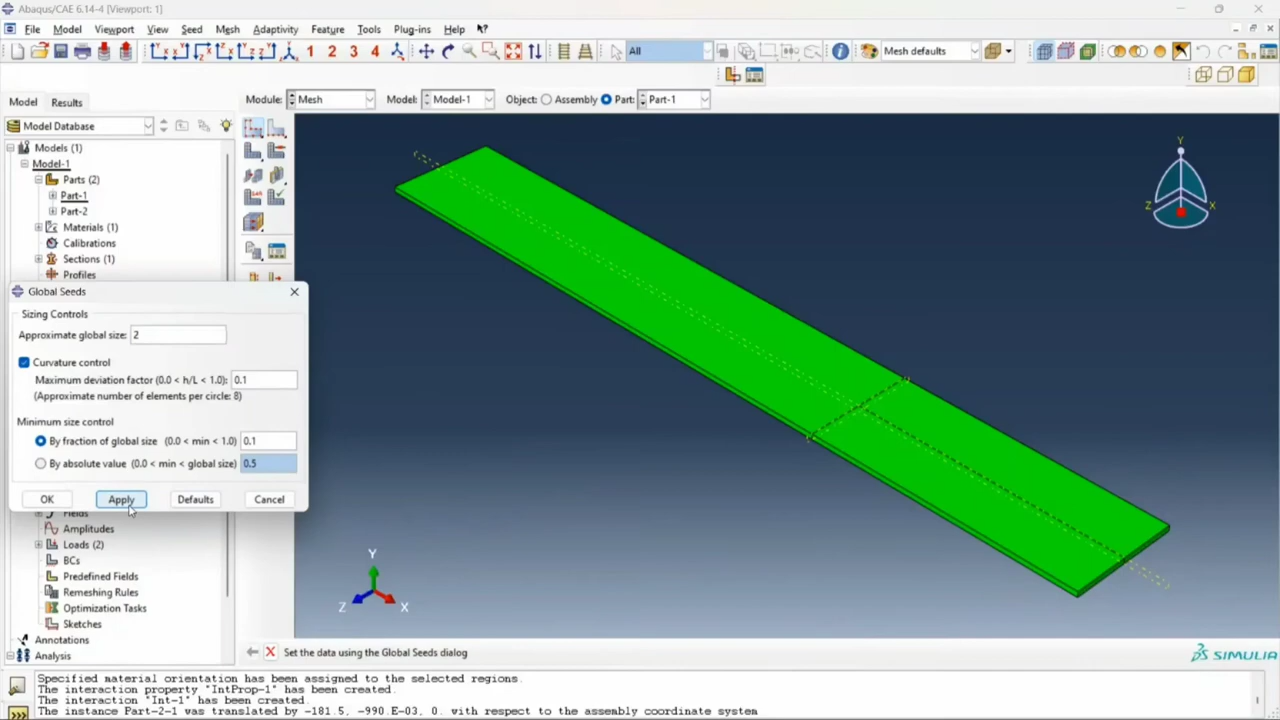 Abaqus/CAE 6.14-4 [Viewport: 1]
File Model Viewport View Seed Mesh Adaptivity Feature Tools Plug-ins Help
1 2 3 4 All Mesh defaults
Model Results Module: Mesh Model: Model-1 Object: Assembly Part: Part-1
Model Database
Models (1)
Model-1
Parts (2)
Part-1
Part-2
Materials (1)
Calibrations
Sections (1)
Profiles
Global Seeds
Sizing Controls
Approximate global size: 2
Curvature control
Maximum deviation factor (0.0 < h/L < 1.0): 0.1
(Approximate number of elements per circle: 8)
Minimum size control
By fraction of global size (0.0 < min < 1.0) 0.1
By absolute value (0.0 < min < global size) 0.5
OK Apply Defaults Cancel
Fields
Amplitudes
Loads (2)
BCs
Predefined Fields
Remeshing Rules
Optimization Tasks
Sketches
Annotations
Analysis
Y
Z X
Y
Z X
Set the data using the Global Seeds dialog
SIMULIA
Specified material orientation has been assigned to the selected regions.
The interaction property "IntProp-1" has been created.
The interaction "Int-1" has been created.
The instance Part-2-1 was translated by -181.5, -990.E-03, 0. with respect to the assembly coordinate system